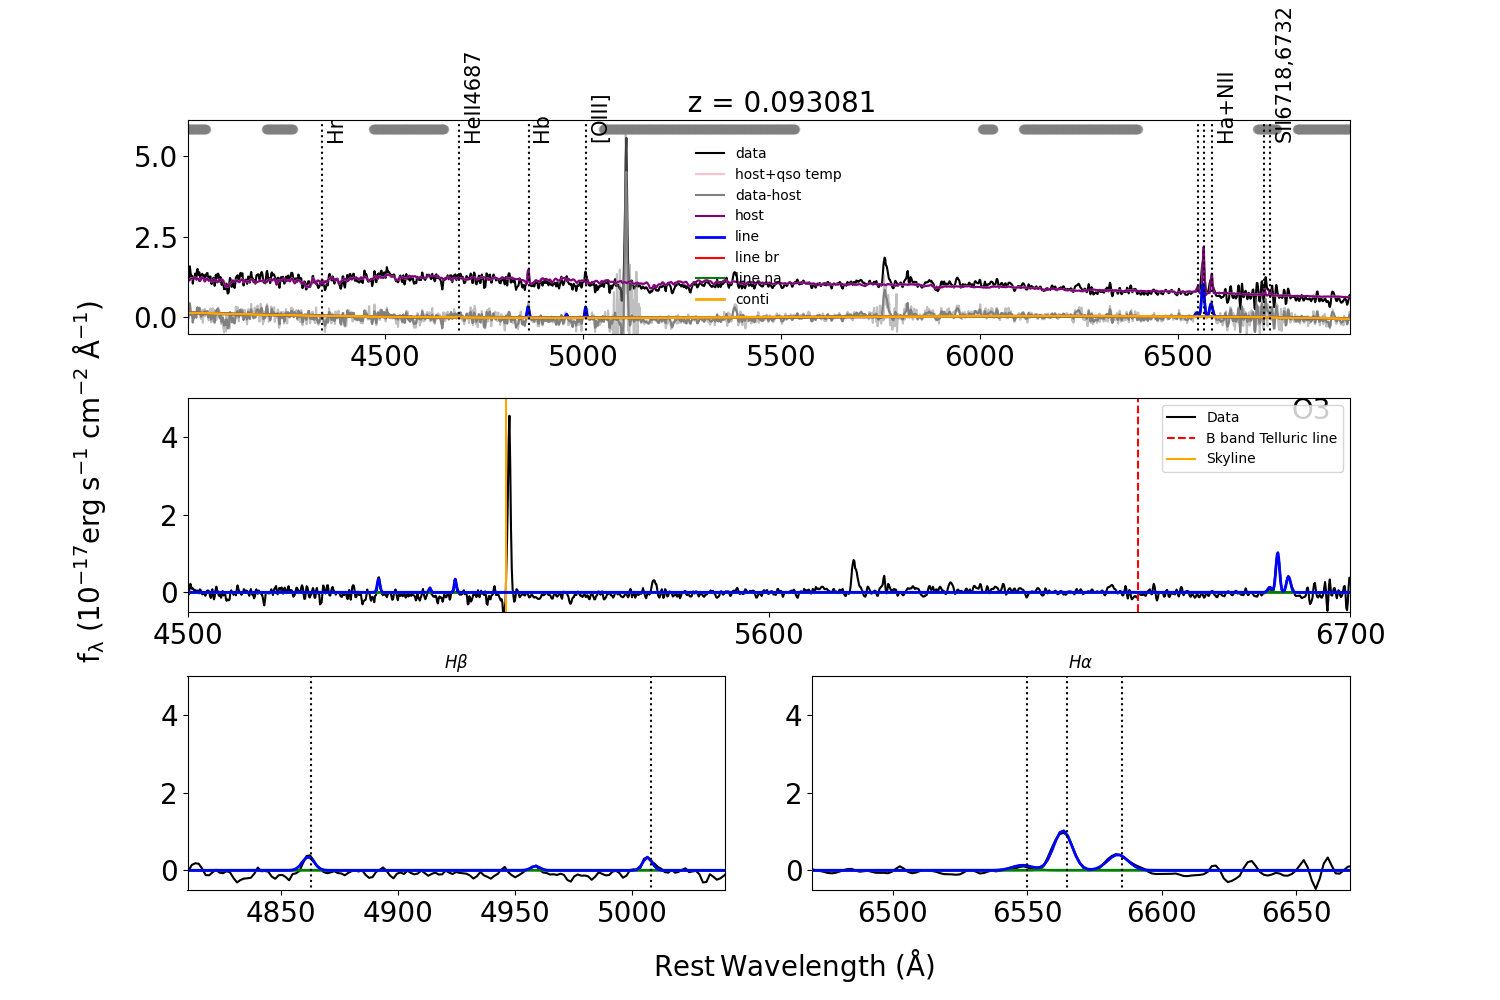 z = 0.093081
Hr
HeII4687
Hb
[OIII]
Ha+NII
SII6718,6732
data
host+qso temp
data-host
host
line
line br
line na
conti
5.0
2.5
0.0
4500 5000 5500 6000 6500
f_λ (10^{-17}erg s^{-1} cm^{-2} Å^{-1})
O3
Data
B band Telluric line
Skyline
4
2
0
4500 5600 6700
Hβ
4
2
0
4850 4900 4950 5000
Hα
4
2
0
6500 6550 6600 6650
Rest Wavelength (Å)